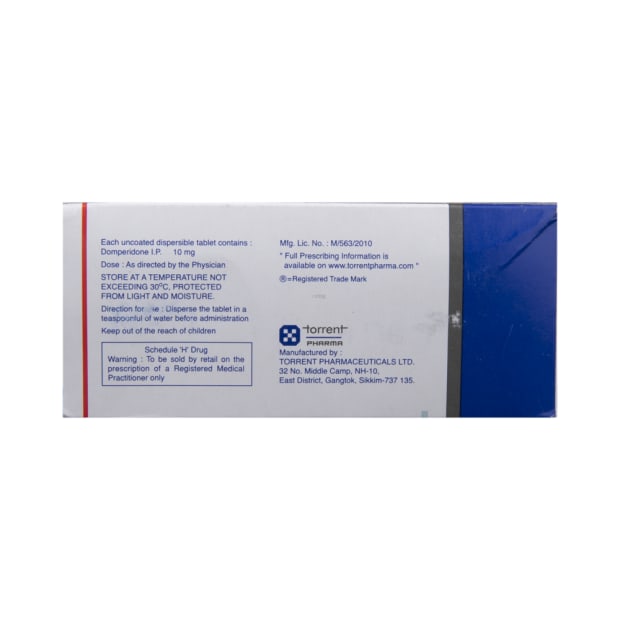 Each uncoated dispersible tablet contains :
Domperidone I.P. 10 mg
Dose : As directed by the Physician
STORE AT A TEMPERATURE NOT
EXCEEDING 30°C, PROTECTED
FROM LIGHT AND MOISTURE.
Direction for : Disperse the tablet in a
teaspoonful of water before administration
Keep out of the reach of children
Schedule 'H' Drug
Warning : To be sold by retail on the
prescription of a Registered Medical
Practitioner only
Mfg. Lic. No. : M/563/2010
" Full Prescribing Information is
available on www.torrentpharma.com "
®=Registered Trade Mark
torrent
PHARMA
Manufactured by :
TORRENT PHARMACEUTICALS LTD.
32 No. Middle Camp, NH-10,
East District, Gangtok, Sikkim-737 135.